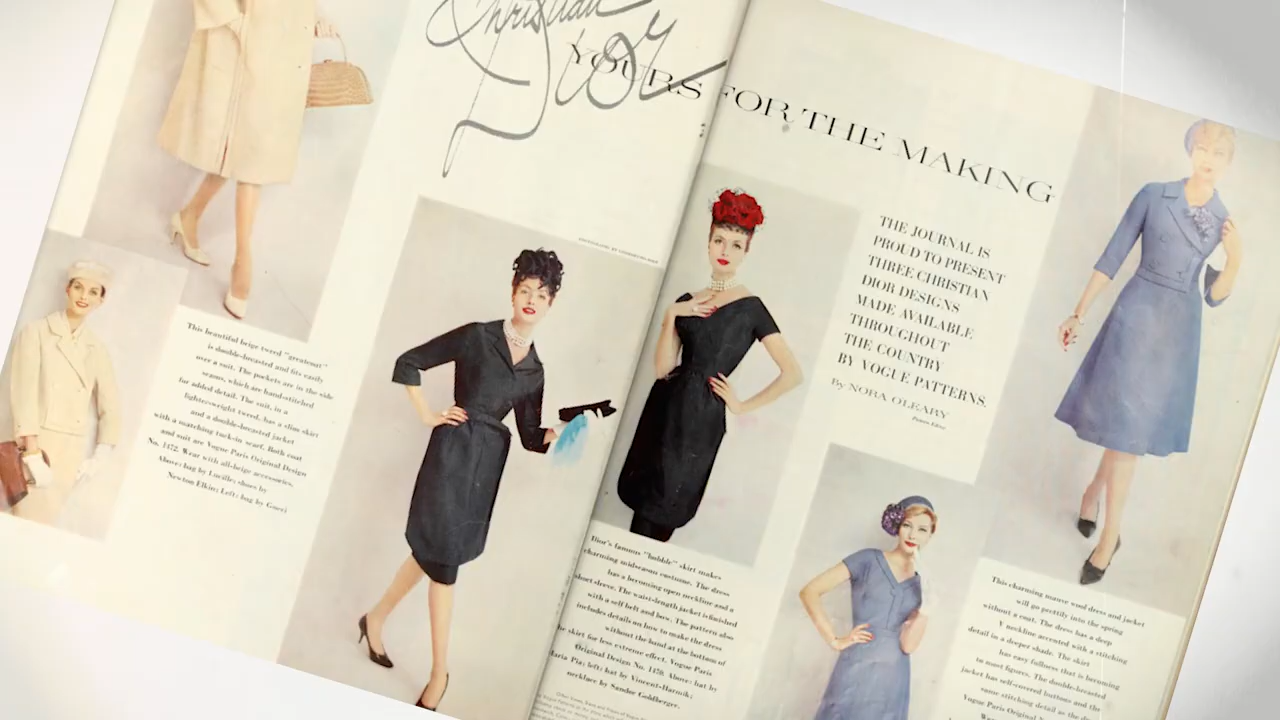 Christian
Dior
YOURS FOR THE MAKING
THE JOURNAL IS
PROUD TO PRESENT
THREE CHRISTIAN
DIOR DESIGNS
MADE AVAILABLE
THROUGHOUT
THE COUNTRY
BY VOGUE PATTERNS.
By NORA O'LEARY
Pattern Editor
This beautiful beige tweed "greatcoat"
is double-breasted and fits easily
over a suit. The pockets are in the side
seams, which are hand-stitched
for added detail. The suit, in a
lighterweight tweed, has a slim skirt
and a double-breasted jacket
with a matching tuck-in scarf. Both coat
and suit are Vogue Paris Original Design
No. 1472. Wear with all-beige accessories.
Above: bag by Lucille; shoes by
Newton Elkin; Left: bag by Gucci
Dior's famous "bubble" skirt makes
charming midseason costume. The dress
has a becoming open neckline and a
short sleeve. The waist-length jacket is finished
with a self belt and bow. The pattern also
includes details on how to make the dress
without the band at the bottom of
the skirt for less extreme effect. Vogue Paris
Original Design No. 1470. Above: hat by
Maria Pia; left: hat by Vincent-Harmik;
necklace by Sandor Goldberger.
This charming mauve wool dress and jacket
will go prettily into the spring
without a coat. The dress has a deep
V neckline accented with a stitching
detail in a deeper shade. The skirt
has easy fullness that is becoming
to most figures. The double-breasted
jacket has self-covered buttons and the
same stitching detail as the
Vogue Paris Original